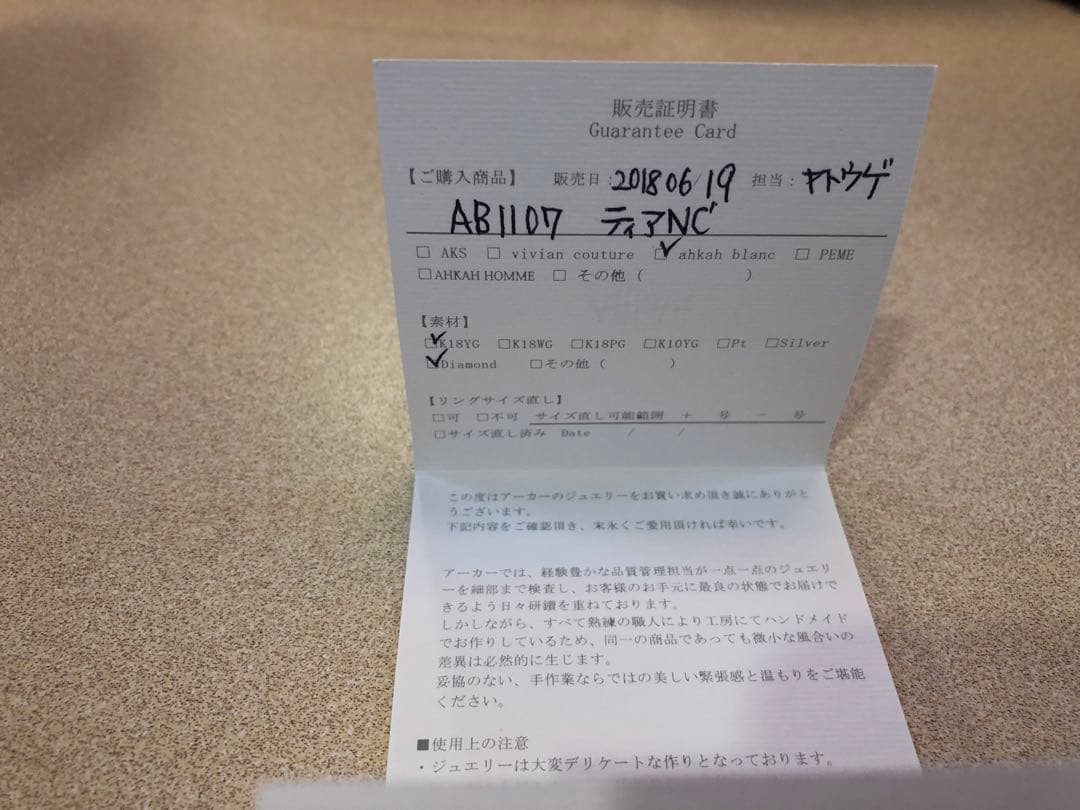 販売証明書
Guarantee Card
【ご購入商品】 販売日：2018 06/19 担当：ヤトウゲ
AB1107 ティアNC
☐ AKS ☐ vivian couture ☑ ahkah blanc ☐ PEME
☐AHKAH HOMME ☐ その他（ ）
【素材】
☑K18YG ☐K18WG ☐K18PG ☐K10YG ☐Pt ☐Silver
☑Diamond ☐その他（ ）
【リングサイズ直し】
☐可 ☐不可 サイズ直し可能範囲 + 号 - 号
☐サイズ直し済み Date / /
この度はアーカーのジュエリーをお買い求め頂き誠にありがと
うございます。
下記内容をご確認頂き、末永くご愛用頂ければ幸いです。
アーカーでは、経験豊かな品質管理担当が一点一点のジュエリ
ーを細部まで検査し、お客様のお手元に最良の状態でお届けで
きるよう日々研鑽を重ねております。
しかしながら、すべて熟練の職人により工房にてハンドメイド
でお作りしているため、同一の商品であっても微小な風合いの
差異は必然的に生じます。
妥協のない、手作業ならではの美しい緊張感と温もりをご堪能
ください。
■使用上の注意
・ジュエリーは大変デリケートな作りとなっております。